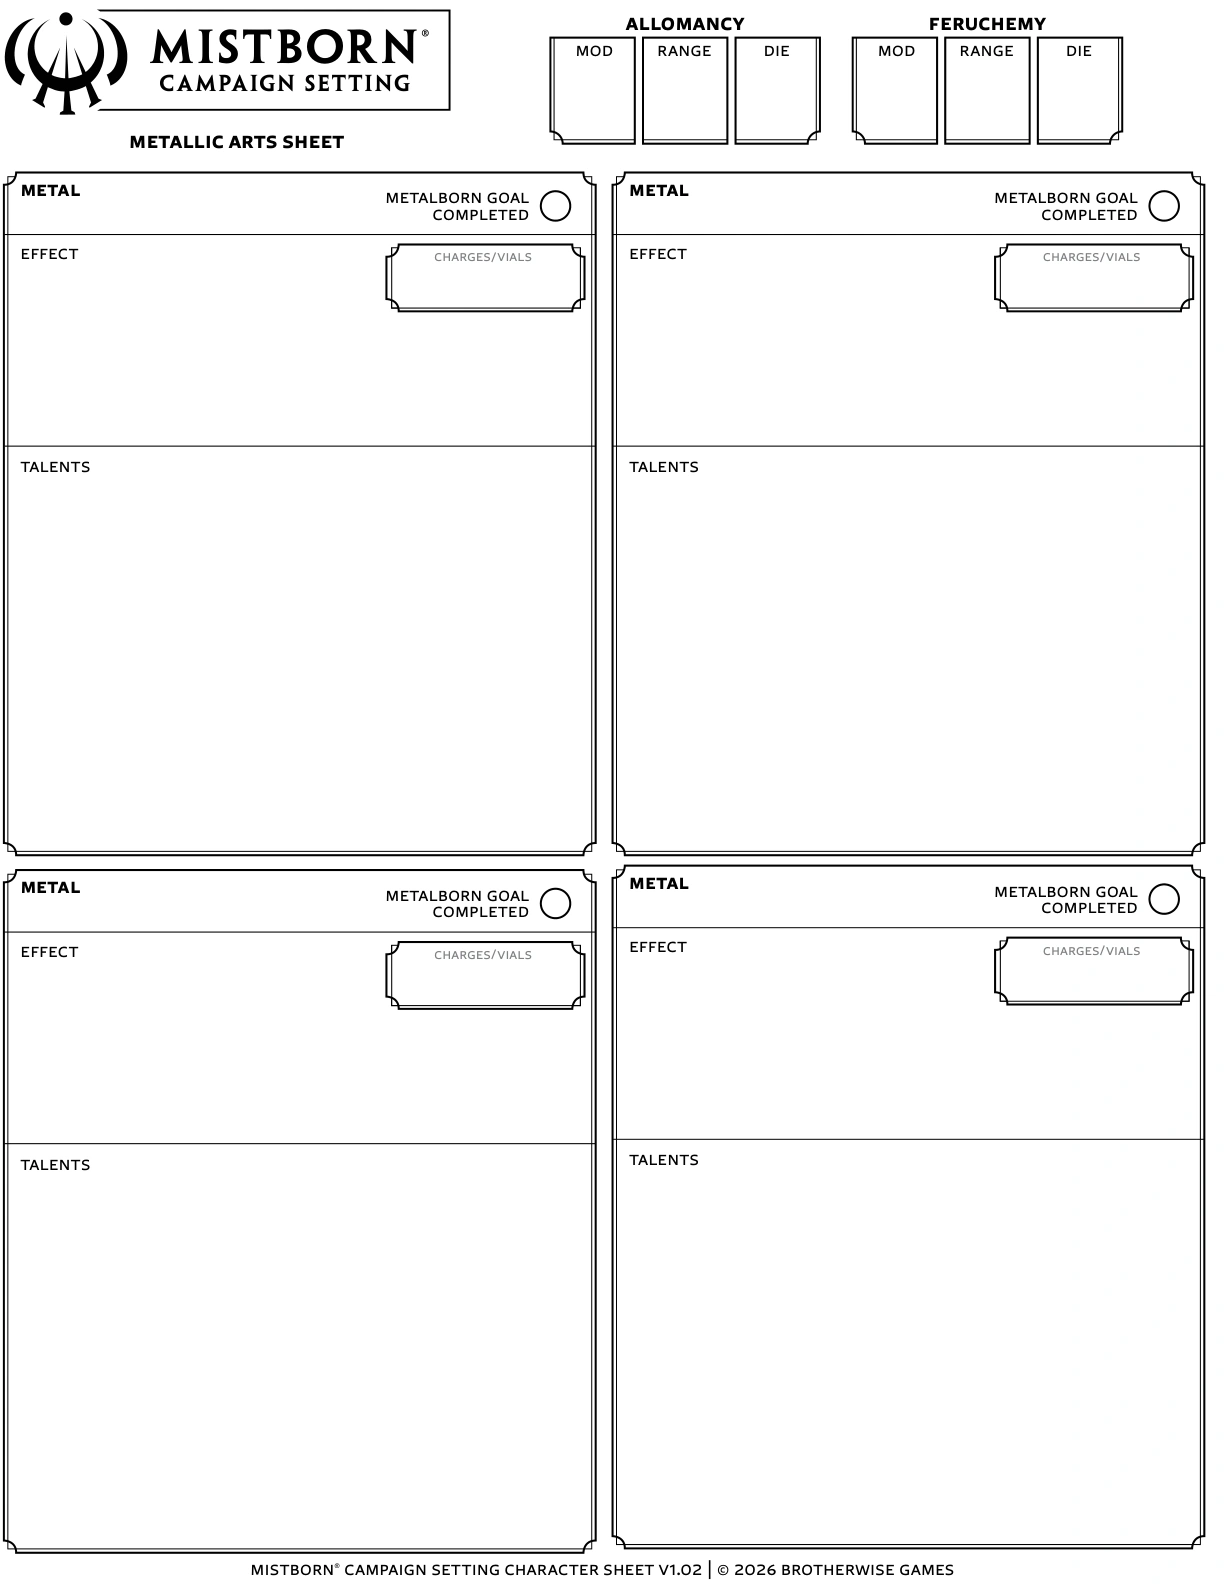 MISTBORN®
CAMPAIGN SETTING
METALLIC ARTS SHEET
ALLOMANCY
MOD RANGE DIE
FERUCHEMY
MOD RANGE DIE
METAL
METALBORN GOAL
COMPLETED
EFFECT
CHARGES/VIALS
TALENTS
METAL
METALBORN GOAL
COMPLETED
EFFECT
CHARGES/VIALS
TALENTS
METAL
METALBORN GOAL
COMPLETED
EFFECT
CHARGES/VIALS
TALENTS
METAL
METALBORN GOAL
COMPLETED
EFFECT
CHARGES/VIALS
TALENTS
MISTBORN® CAMPAIGN SETTING CHARACTER SHEET V1.02 | © 2026 BROTHERWISE GAMES